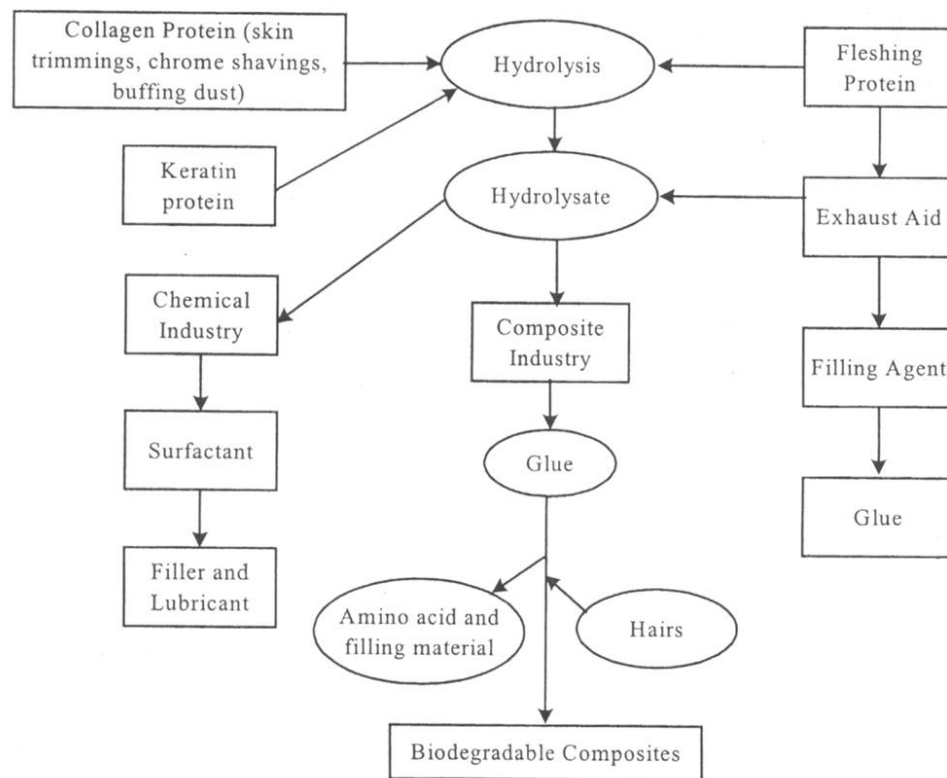 Collagen Protein (skin
trimmings, chrome shavings,
buffing dust)
Hydrolysis
Fleshing
Protein
Keratin
protein
Hydrolysate
Exhaust Aid
Chemical
Industry
Composite
Industry
Filling Agent
Surfactant
Glue
Glue
Filler and
Lubricant
Amino acid and
filling material
Hairs
Biodegradable Composites